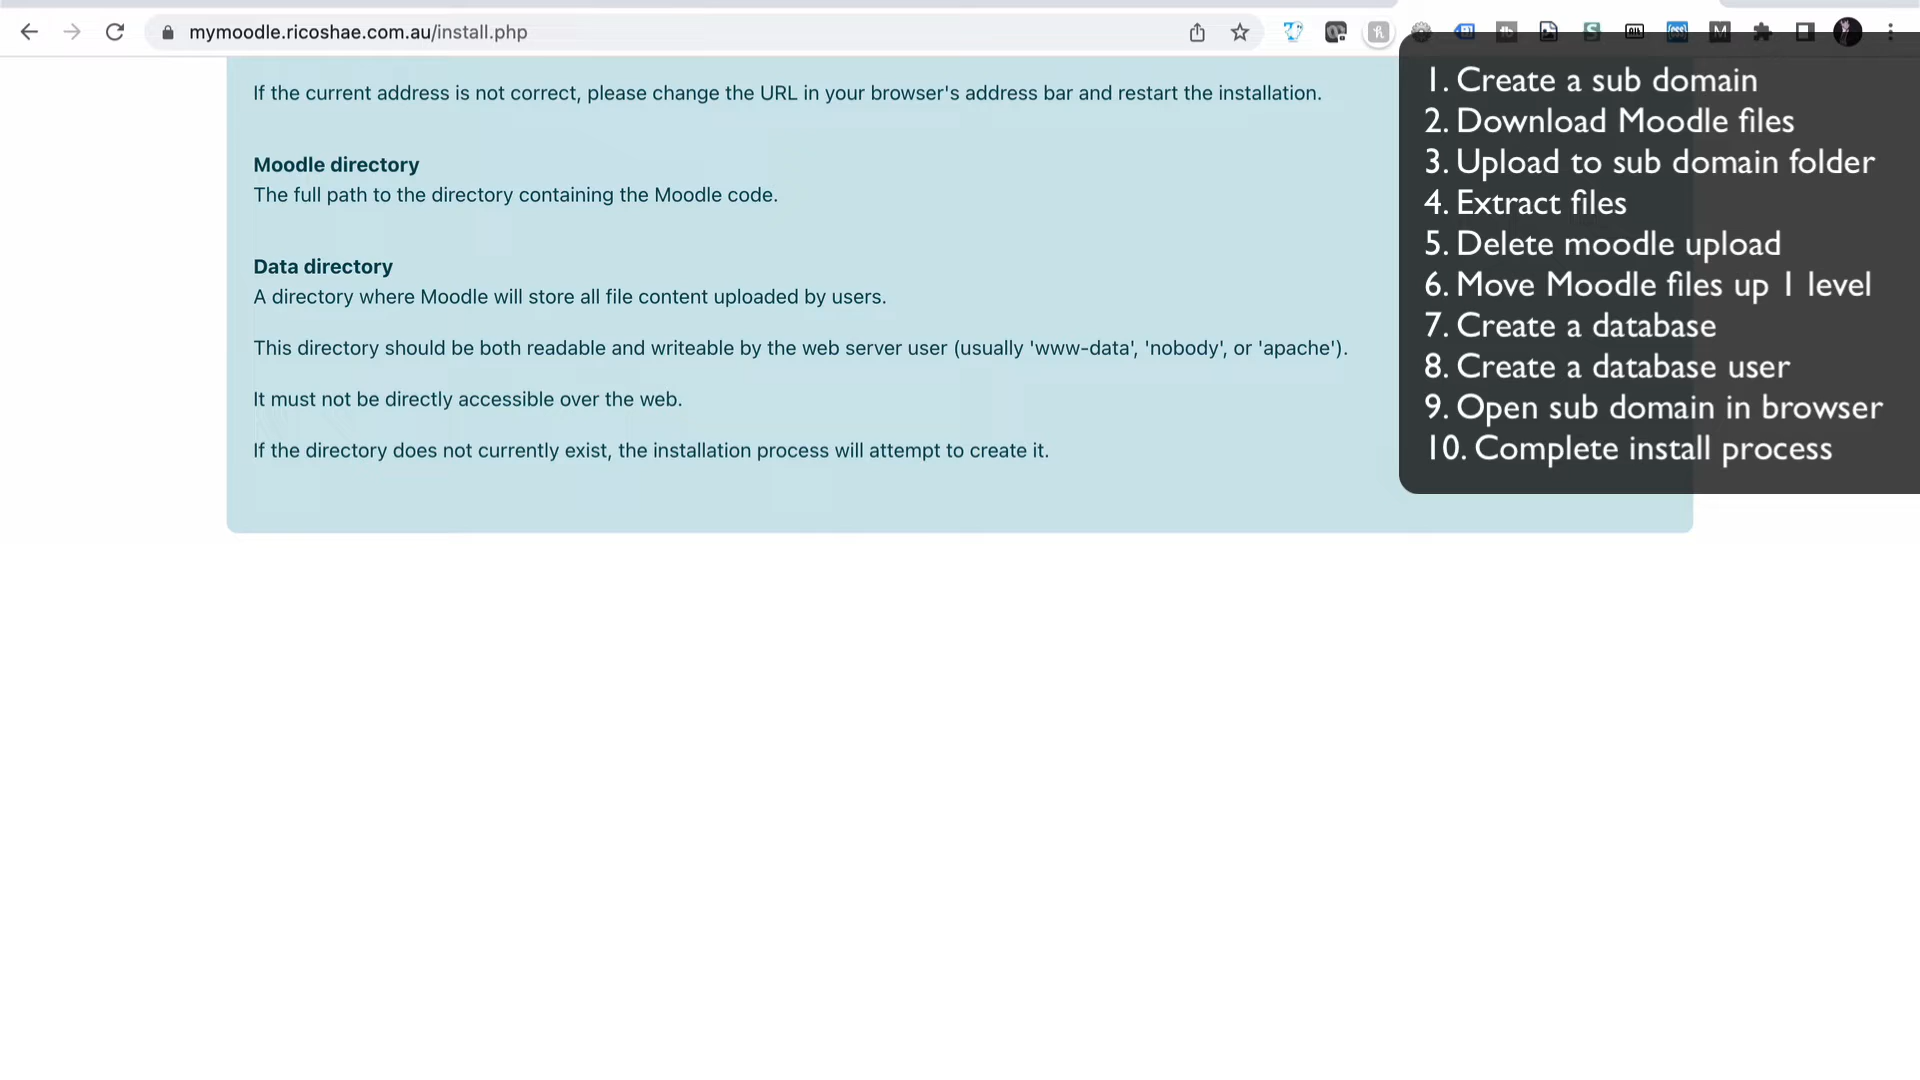 mymoodle.ricoshae.com.au/install.php
If the current address is not correct, please change the URL in your browser's address bar and restart the installation.
Moodle directory
The full path to the directory containing the Moodle code.
Data directory
A directory where Moodle will store all file content uploaded by users.
This directory should be both readable and writeable by the web server user (usually 'www-data', 'nobody', or 'apache').
It must not be directly accessible over the web.
If the directory does not currently exist, the installation process will attempt to create it.
1. Create a sub domain
2. Download Moodle files
3. Upload to sub domain folder
4. Extract files
5. Delete moodle upload
6. Move Moodle files up 1 level
7. Create a database
8. Create a database user
9. Open sub domain in browser
10. Complete install process